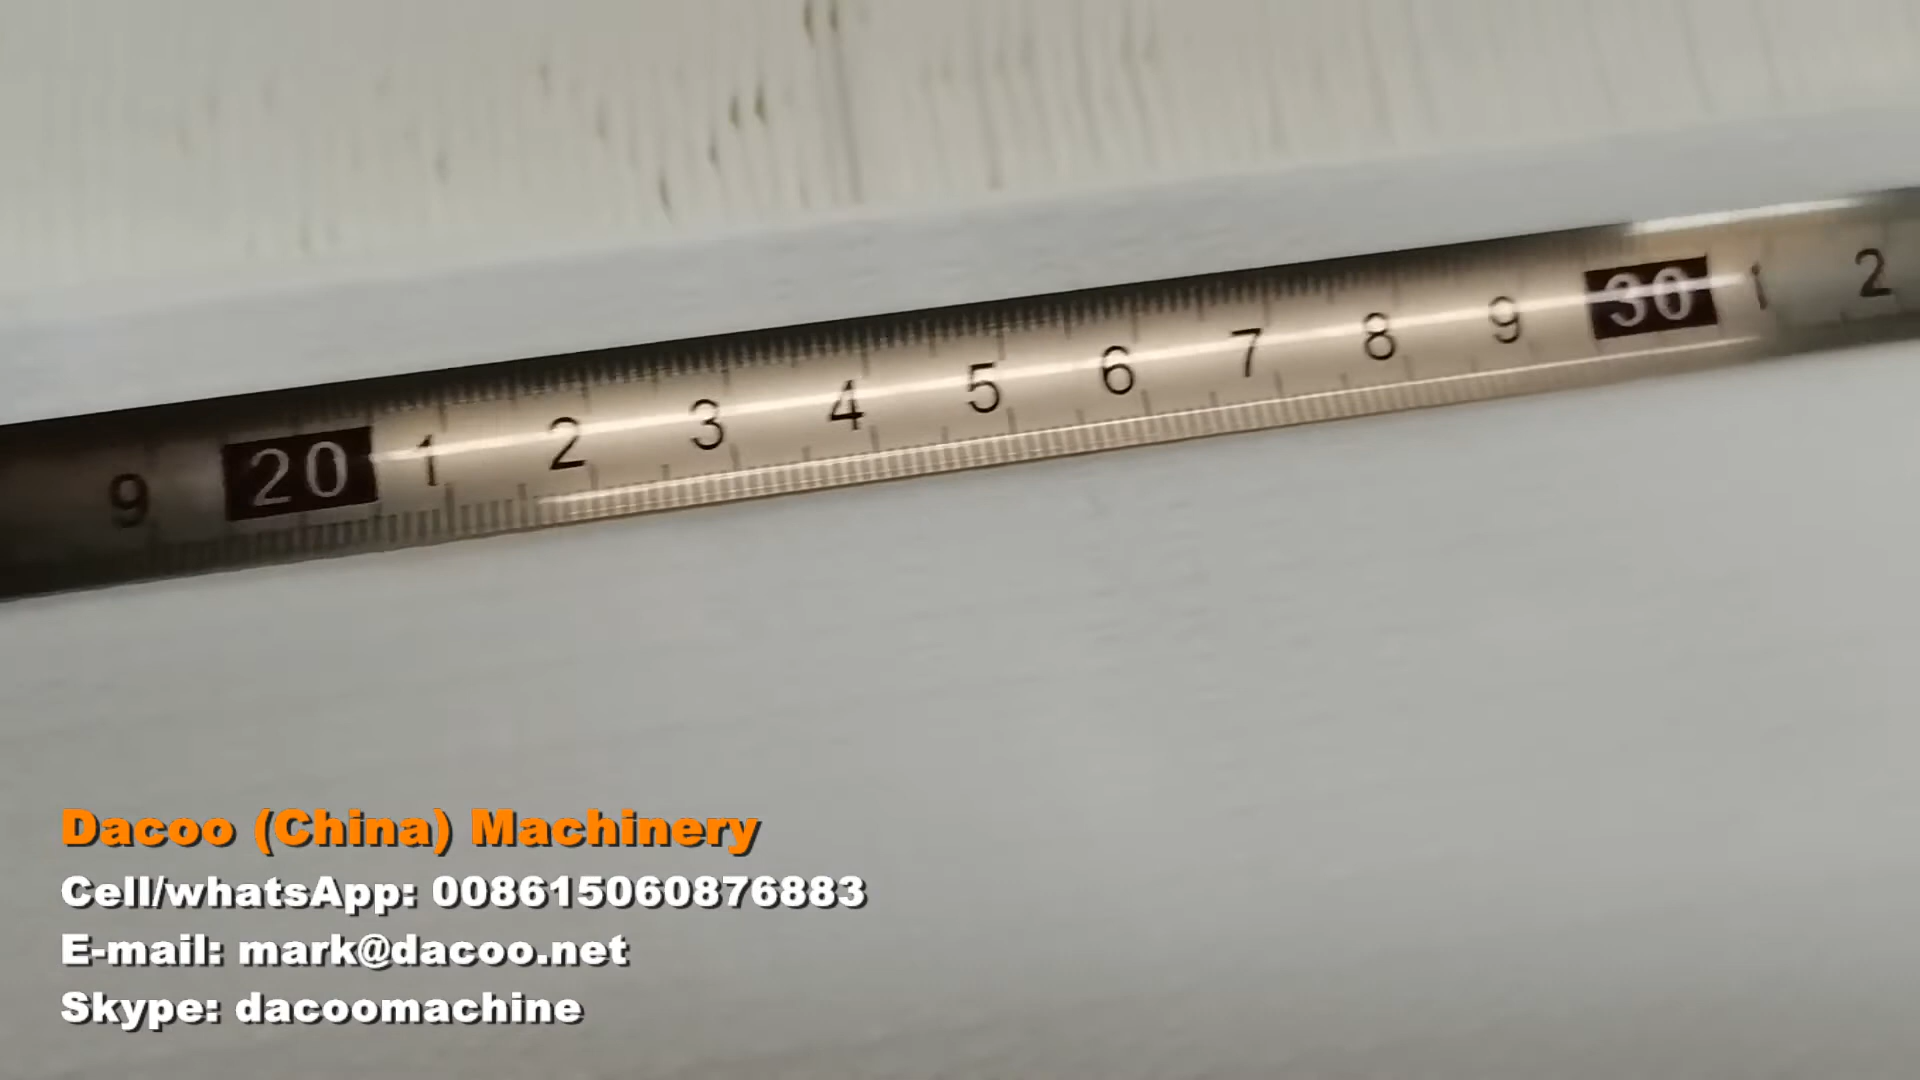 9 20 1 2 3 4 5 6 7 8 9 30 1 2
Dacoo (China) Machinery
Cell/whatsApp: 008615060876883
E-mail: mark@dacoo.net
Skype: dacoomachine